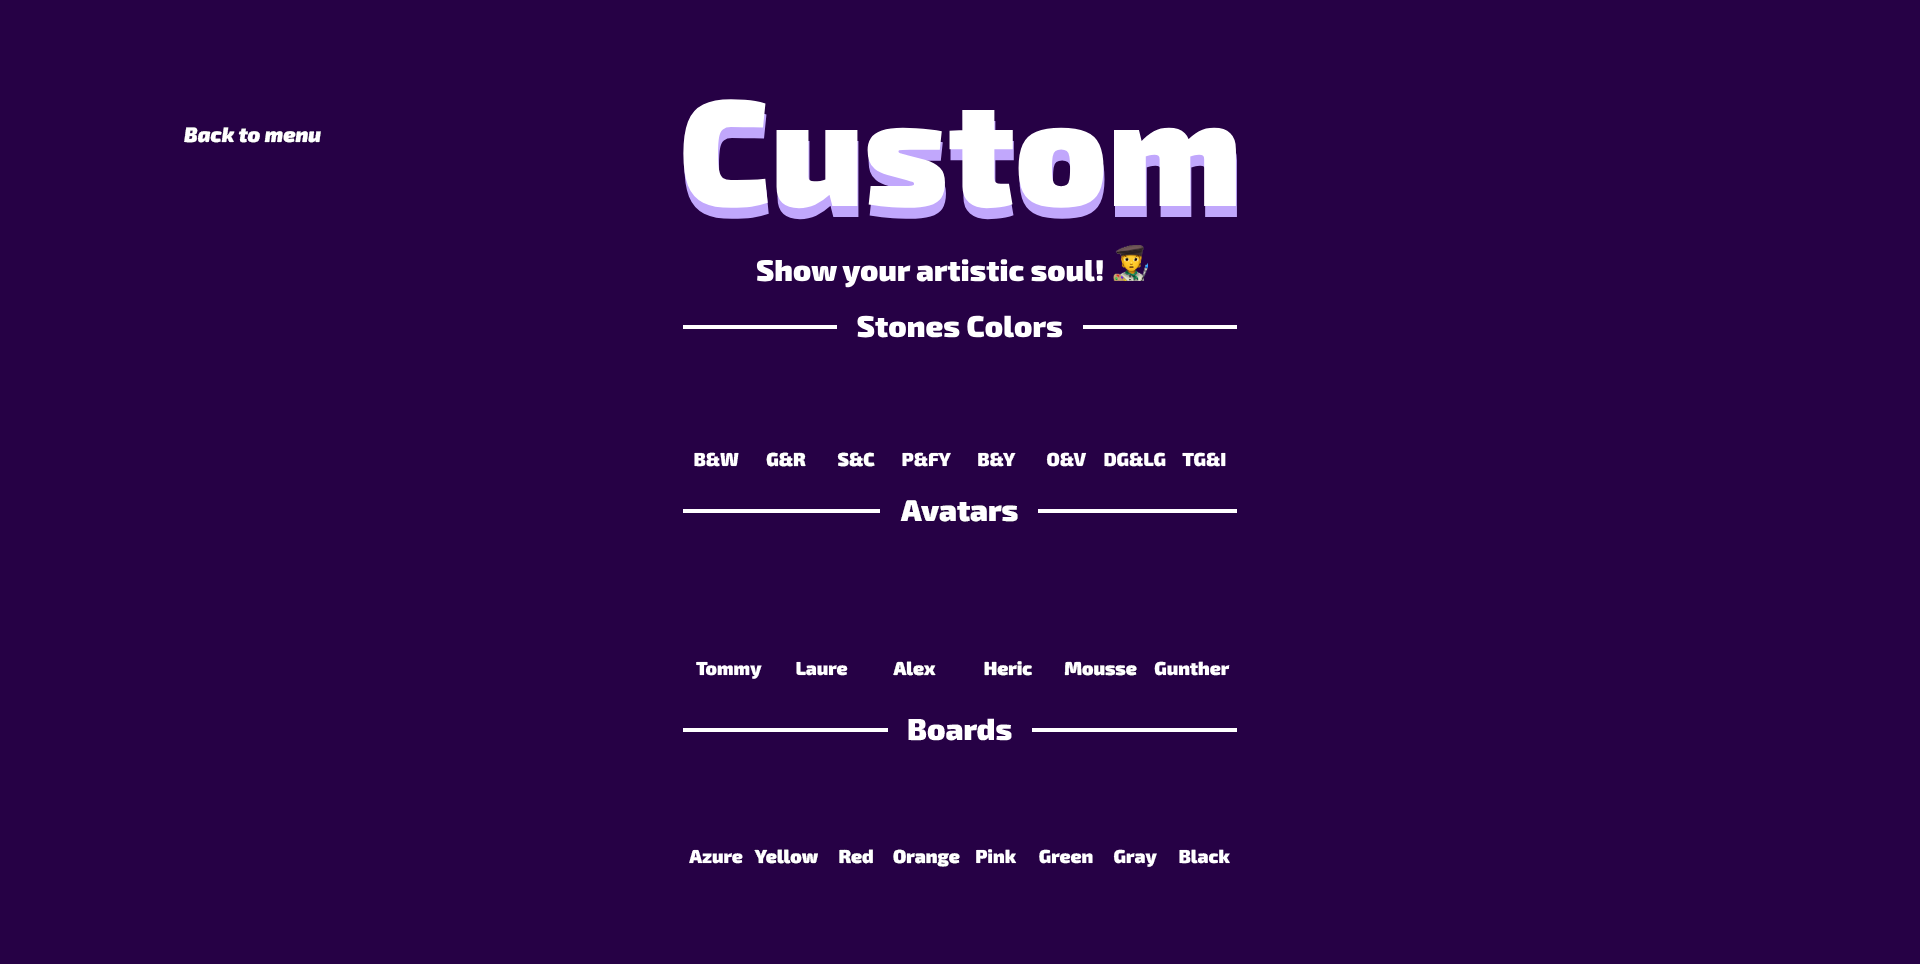 Back to menu
Custom
Show your artistic soul! 👨‍🎨
Stones Colors
B&W G&R S&C P&FY B&Y O&V DG&LG TG&I
Avatars
Tommy Laure Alex Heric Mousse Gunther
Boards
Azure Yellow Red Orange Pink Green Gray Black